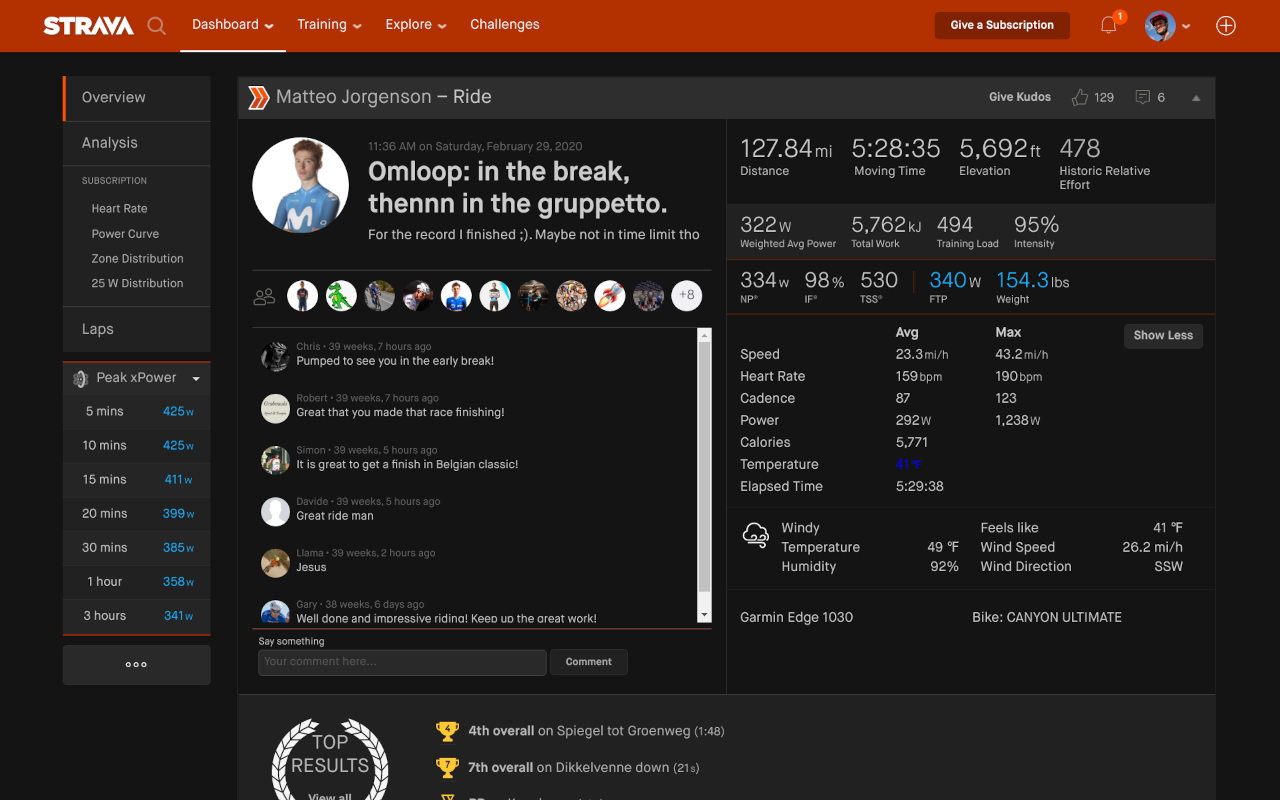 STRAVA
Dashboard
Training
Explore
Challenges
Give a Subscription
1
Overview
Analysis
SUBSCRIPTION
Heart Rate
Power Curve
Zone Distribution
25 W Distribution
Laps
Peak xPower
5 mins 425w
10 mins 425w
15 mins 411w
20 mins 399w
30 mins 385w
1 hour 358w
3 hours 341w
Matteo Jorgenson – Ride
Give Kudos 129 6
11:36 AM on Saturday, February 29, 2020
Omloop: in the break,
thennn in the gruppetto.
For the record I finished ;). Maybe not in time limit tho
+8
Chris • 39 weeks, 7 hours ago
Pumped to see you in the early break!
Robert • 39 weeks, 7 hours ago
Great that you made that race finishing!
Simon • 39 weeks, 5 hours ago
It is great to get a finish in Belgian classic!
Davide • 39 weeks, 5 hours ago
Great ride man
Llama • 39 weeks, 2 hours ago
Jesus
Gary • 38 weeks, 6 days ago
Well done and impressive riding! Keep up the great work!
Say something
Your comment here...
Comment
127.84mi 5:28:35 5,692ft 478
Distance Moving Time Elevation Historic Relative
Effort
322W 5,762kJ 494 95%
Weighted Avg Power Total Work Training Load Intensity
334w 98% 530 340W 154.3lbs
NP® IF® TSS® FTP Weight
Avg Max
Show Less
Speed 23.3mi/h 43.2mi/h
Heart Rate 159bpm 190bpm
Cadence 87 123
Power 292W 1,238W
Calories 5,771
Temperature 41 °F
Elapsed Time 5:29:38
Windy Feels like 41 °F
Temperature 49 °F Wind Speed 26.2 mi/h
Humidity 92% Wind Direction SSW
Garmin Edge 1030 Bike: CANYON ULTIMATE
TOP
RESULTS
View all
4 4th overall on Spiegel tot Groenweg (1:48)
7 7th overall on Dikkelvenne down (21s)